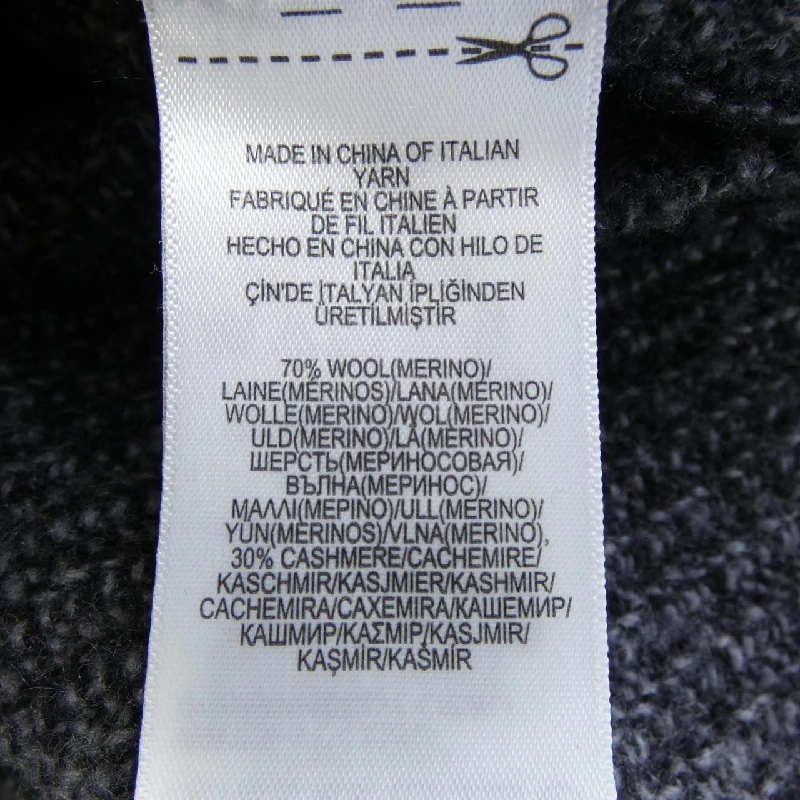 MADE IN CHINA OF ITALIAN
YARN
FABRIQUÉ EN CHINE À PARTIR
DE FIL ITALIEN
HECHO EN CHINA CON HILO DE
ITALIA
ÇİN'DE İTALYAN İPLİĞİNDEN
ÜRETİLMİŞTİR
70% WOOL(MERINO)/
LAINE(MÉRINOS)/LANA(MERINO)/
WOLLE(MERINO)/WOL(MERINO)/
ULD(MERINO)/LÃ(MERINO)/
ШЕРСТЬ(МЕРИНОСОВАЯ)/
ВЪЛНА(МЕРИНОС)/
ΜΑΛΛΙ(ΜΕΡΙΝΟ)/ULL(MERINO)/
YÜN(MERINOS)/VLNA(MERINO),
30% CASHMERE/CACHEMIRE/
KASCHMIR/KASJMIER/KASHMIR/
CACHEMIRA/CAXEMIRA/КАШЕМИР/
КАШМИР/ΚΑΣΜΙΡ/KASJMIR/
KAŞMİR/KAŠMÍR